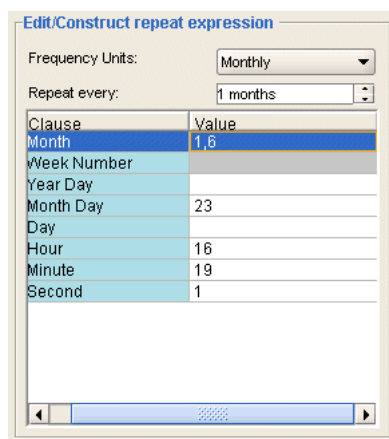 Edit/Construct repeat expression
Frequency Units: Monthly
Repeat every: 1 months
Clause Value
Month 1,6
Week Number
Year Day
Month Day 23
Day
Hour 16
Minute 19
Second 1